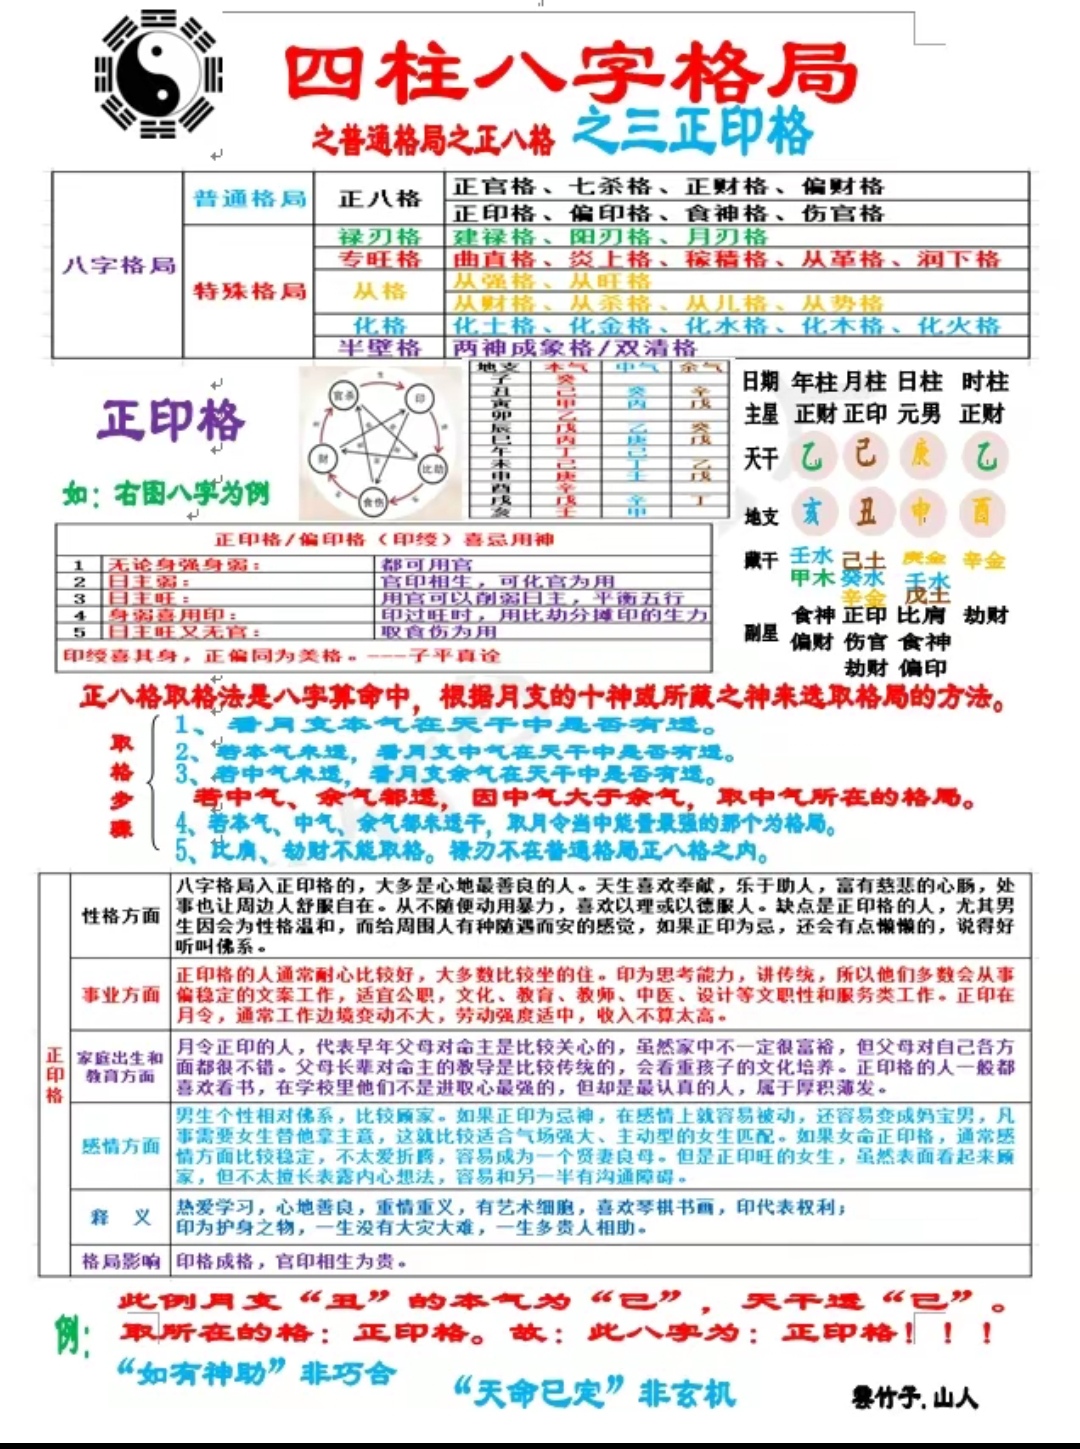 四柱八字格局
之普通格局之正八格 之三正印格
八字格局 普通格局 正八格 正官格、七杀格、正财格、偏财格
正印格、偏印格、食神格、伤官格
特殊格局 禄刃格 建禄格、阳刃格、月刃格
专旺格 曲直格、炎上格、稼穑格、从革格、润下格
从格 从强格、从旺格
从财格、从杀格、从儿格、从势格
化格 化土格、化金格、化水格、化木格、化火格
半壁格 两神成象格/双清格
正印格
如：右图八字为例
官杀 印
财 比助
食伤
地支 本气 中气 余气
子 癸
丑 己 癸 辛
寅 甲 丙 戊
卯 乙
辰 戊 乙 癸
巳 丙 庚 戊
午 丁 己
未 己 丁 乙
申 庚 壬 戊
酉 辛
戌 戊 辛 丁
亥 壬 甲
日期 年柱 月柱 日柱 时柱
主星 正财 正印 元男 正财
天干 乙 己 庚 乙
地支 亥 丑 申 酉
藏干 壬水 己土 庚金 辛金
甲木 癸水 壬水
辛金 戊土
副星 食神 正印 比肩 劫财
偏财 伤官 食神
劫财 偏印
正印格/偏印格（印绶）喜忌用神
1 无论身强身弱： 都可用官
2 日主弱： 官印相生，可化官为用
3 日主旺： 用官可以削弱日主，平衡五行
4 身弱喜用印： 印过旺时，用比劫分摊印的生力
5 日主旺又无官： 取食伤为用
印绶喜其身，正偏同为美格。---子平真诠
正八格取格法是八字算命中，根据月支的十神或所藏之神来选取格局的方法。
取格步骤
1、看月支本气在天干中是否有透。
2、若本气未透，看月支中气在天干中是否有透。
3、若中气未透，看月支余气在天干中是否有透。
若中气、余气都透，因中气大于余气，取中气所在的格局。
4、若本气、中气、余气都未透干，取月令当中能量最强的那个为格局。
5、比肩、劫财不能取格。禄刃不在普通格局正八格之内。
正印格
性格方面
八字格局入正印格的，大多是心地最善良的人。天生喜欢奉献，乐于助人，富有慈悲的心肠，处
事也让周边人舒服自在。从不随便动用暴力，喜欢以理或以德服人。缺点是正印格的人，尤其男
生因会为性格温和，而给周围人有种随遇而安的感觉，如果正印为忌，还会有点懒懒的，说得好
听叫佛系。
事业方面
正印格的人通常耐心比较好，大多数比较坐的住。印为思考能力，讲传统，所以他们多数会从事
偏稳定的文案工作，适宜公职，文化、教育、教师、中医、设计等文职性和服务类工作。正印在
月令，通常工作边境变动不大，劳动强度适中，收入不算太高。
家庭出生和
教育方面
月令正印的人，代表早年父母对命主是比较关心的，虽然家中不一定很富裕，但父母对自己各方
面都很不错。父母长辈对命主的教导是比较传统的，会看重孩子的文化培养。正印格的人一般都
喜欢看书，在学校里他们不是进取心最强的，但却是最认真的人，属于厚积薄发。
感情方面
男生个性相对佛系，比较顾家。如果正印为忌神，在感情上就容易被动，还容易变成妈宝男，凡
事需要女生替他拿主意，这就比较适合气场强大、主动型的女生匹配。如果女命正印格，通常感
情方面比较稳定，不太爱折腾，容易成为一个贤妻良母。但是正印旺的女生，虽然表面看起来顾
家，但不太擅长表露内心想法，容易和另一半有沟通障碍。
释 义
热爱学习，心地善良，重情重义，有艺术细胞，喜欢琴棋书画，印代表权利；
印为护身之物，一生没有大灾大难，一生多贵人相助。
格局影响 印格成格，官印相生为贵。
例：
此例月支“丑”的本气为“己”，天干透“己”。
取所在的格：正印格。故：此八字为：正印格！！！
“如有神助”非巧合
“天命已定”非玄机
雲竹子.山人